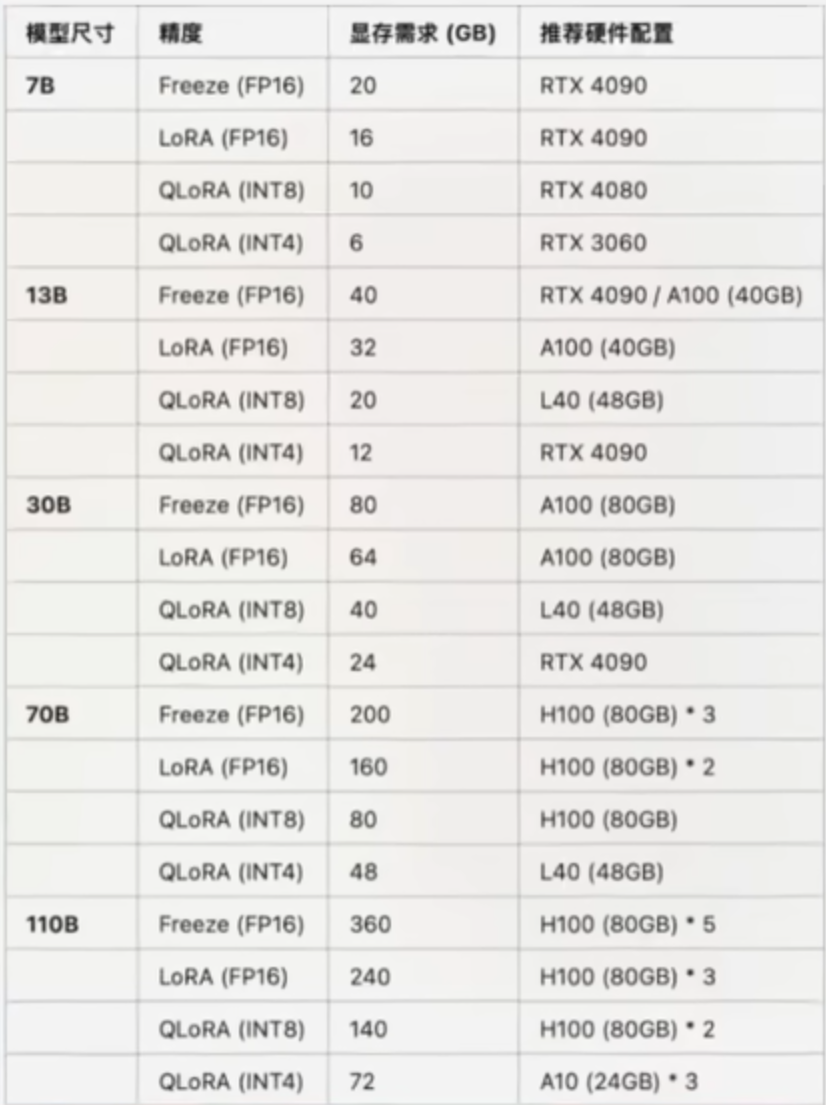 模型尺寸 精度 显存需求 (GB) 推荐硬件配置
7B Freeze (FP16) 20 RTX 4090
LoRA (FP16) 16 RTX 4090
QLoRA (INT8) 10 RTX 4080
QLoRA (INT4) 6 RTX 3060
13B Freeze (FP16) 40 RTX 4090 / A100 (40GB)
LoRA (FP16) 32 A100 (40GB)
QLoRA (INT8) 20 L40 (48GB)
QLoRA (INT4) 12 RTX 4090
30B Freeze (FP16) 80 A100 (80GB)
LoRA (FP16) 64 A100 (80GB)
QLoRA (INT8) 40 L40 (48GB)
QLoRA (INT4) 24 RTX 4090
70B Freeze (FP16) 200 H100 (80GB) * 3
LoRA (FP16) 160 H100 (80GB) * 2
QLoRA (INT8) 80 H100 (80GB)
QLoRA (INT4) 48 L40 (48GB)
110B Freeze (FP16) 360 H100 (80GB) * 5
LoRA (FP16) 240 H100 (80GB) * 3
QLoRA (INT8) 140 H100 (80GB) * 2
QLoRA (INT4) 72 A10 (24GB) * 3